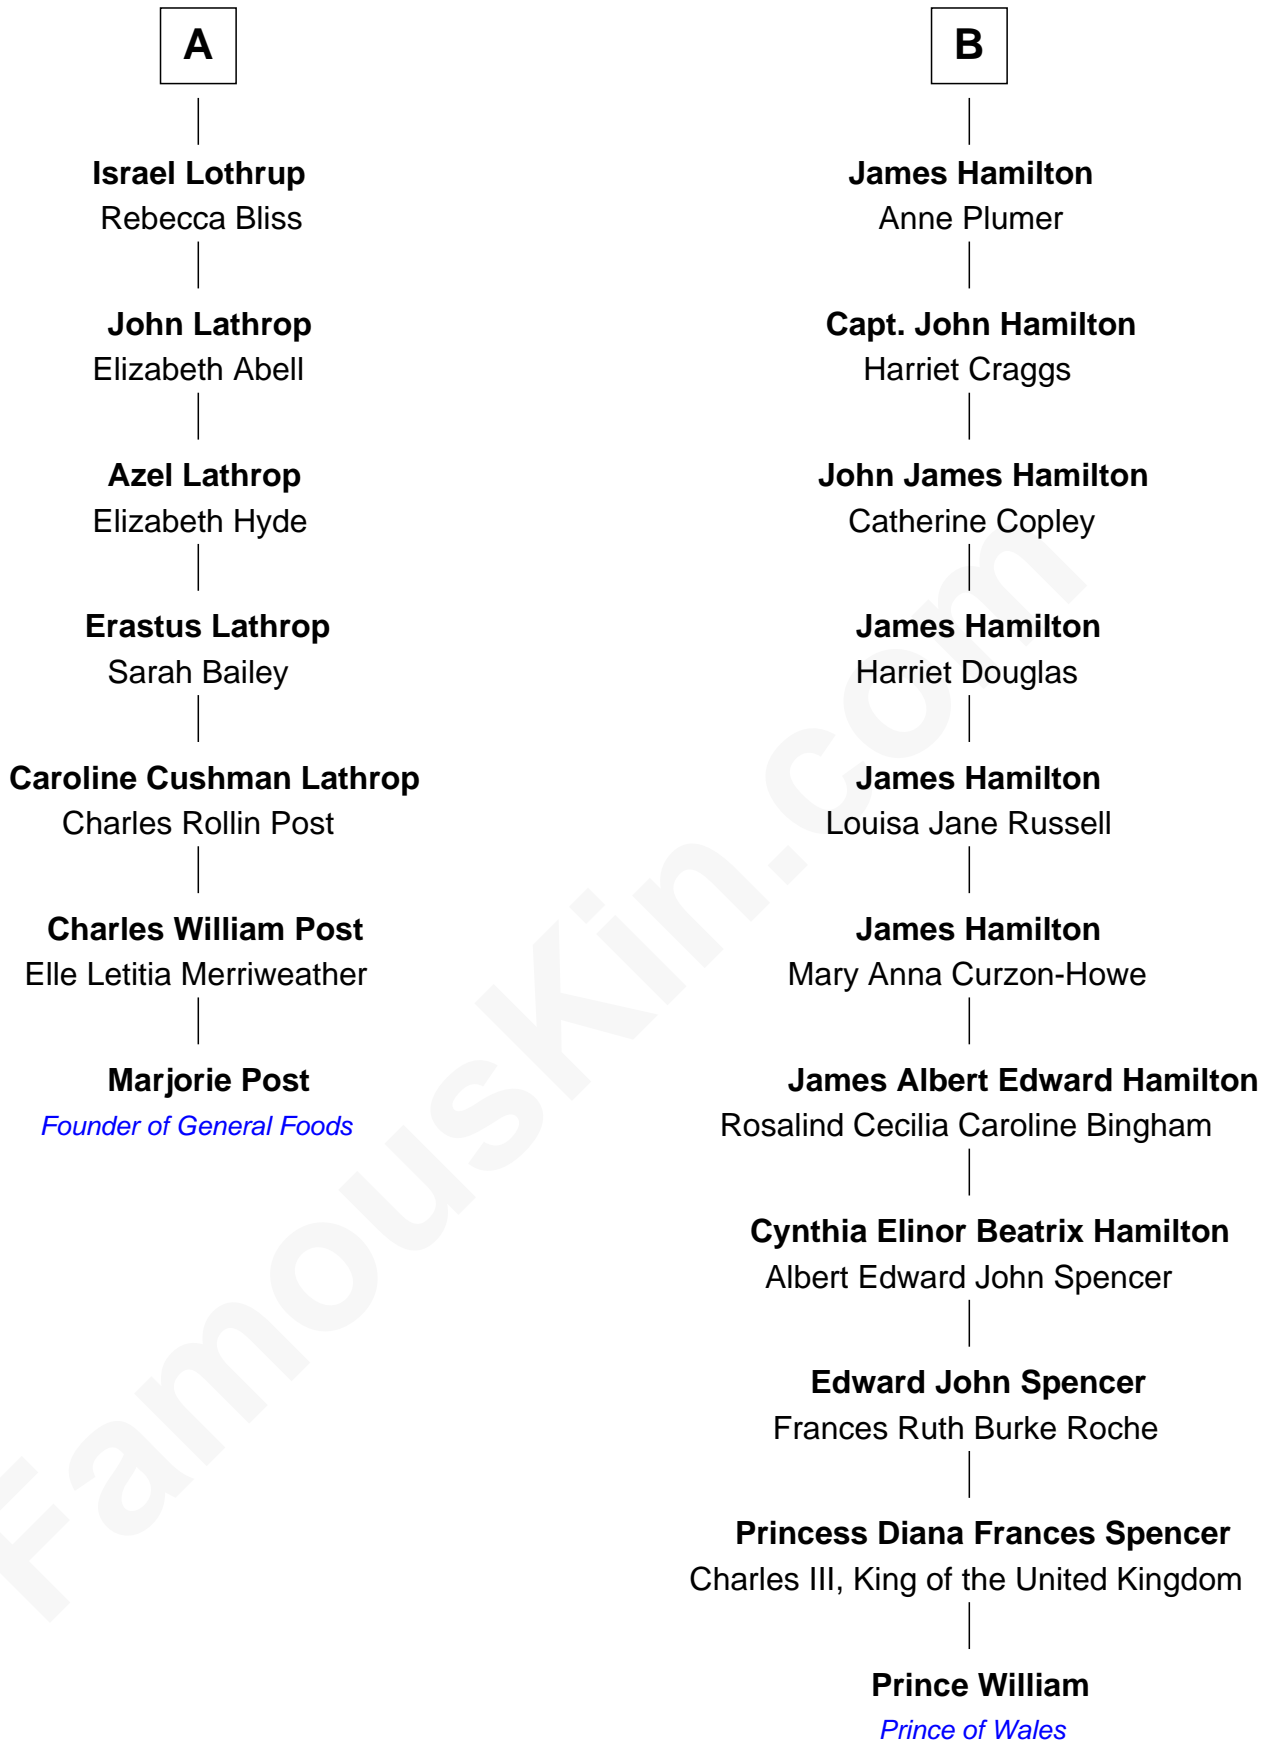 A
Israel Lothrup
Rebecca Bliss
John Lathrop
Elizabeth Abell
Azel Lathrop
Elizabeth Hyde
Erastus Lathrop
Sarah Bailey
Caroline Cushman Lathrop
Charles Rollin Post
Charles William Post
Elle Letitia Merriweather
Marjorie Post
Founder of General Foods
B
James Hamilton
Anne Plumer
Capt. John Hamilton
Harriet Craggs
John James Hamilton
Catherine Copley
James Hamilton
Harriet Douglas
James Hamilton
Louisa Jane Russell
James Hamilton
Mary Anna Curzon-Howe
James Albert Edward Hamilton
Rosalind Cecilia Caroline Bingham
Cynthia Elinor Beatrix Hamilton
Albert Edward John Spencer
Edward John Spencer
Frances Ruth Burke Roche
Princess Diana Frances Spencer
Charles III, King of the United Kingdom
Prince William
Prince of Wales
FamousKin.com